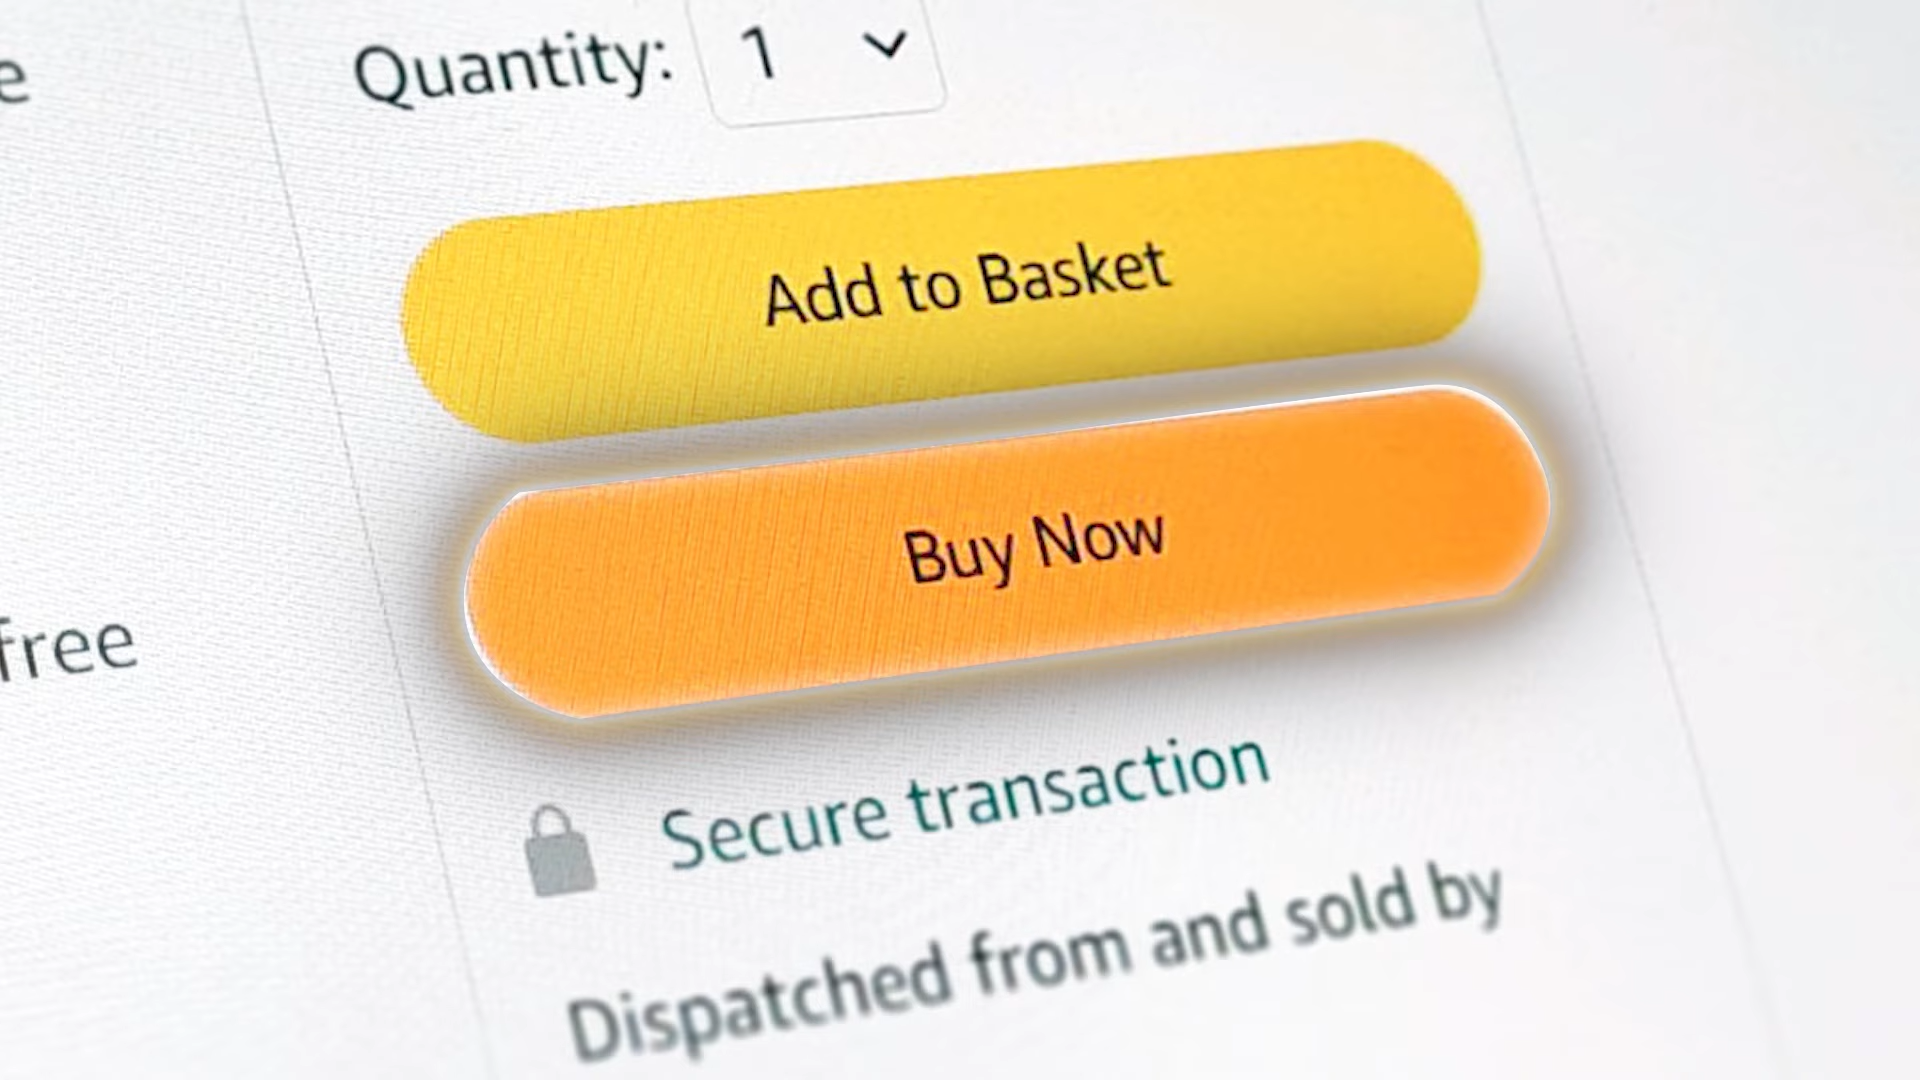 Quantity: 1
Add to Basket
Buy Now
free
Secure transaction
Dispatched from and sold by